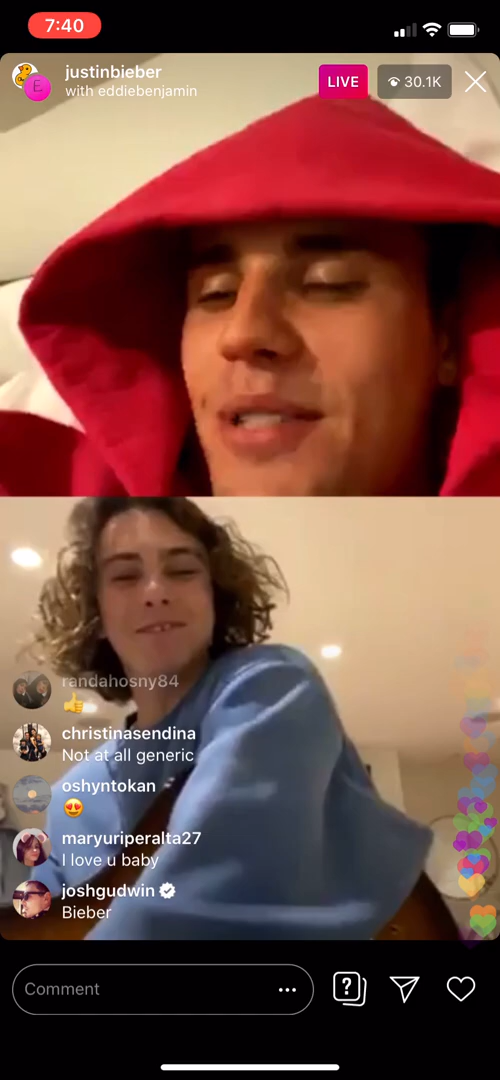 7:40
justinbieber
with eddiebenjamin
E
LIVE
30.1K
randahosny84
👍
christinasendina
Not at all generic
oshyntokan
😍
maryuriperalta27
I love u baby
joshgudwin
Bieber
Comment
?